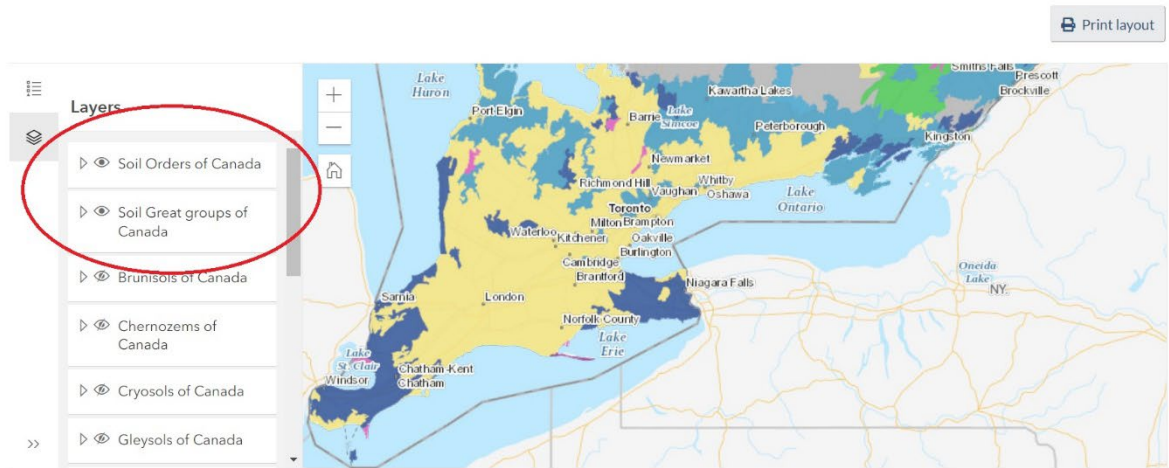 Print layout
Layers
Soil Orders of Canada
Soil Great groups of
Canada
Brunisols of Canada
Chernozems of
Canada
Cryosols of Canada
Gleysols of Canada
Lake
Huron
Port Elgin
Barrie
Lake
Simcoe
Kawartha Lakes
Peterborough
Smiths Falls
Prescott
Brockville
Kingston
Newmarket
Richmond Hill
Vaughan
Whitby
Oshawa
Lake
Ontario
Toronto
Milton
Brampton
Waterloo
Kitchener
Oakville
Burlington
Cambridge
Brantford
Niagara Falls
Oneida
Lake
NY.
Sarnia
London
Norfolk County
Lake
Erie
Lake
St. Clair
Windsor
Chatham-Kent
Chatham